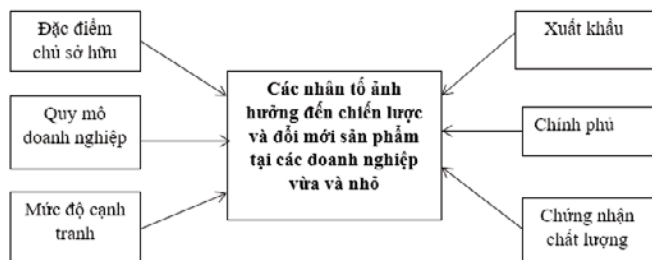 Đặc điểm
chủ sở hữu
Quy mô
doanh nghiệp
Mức độ cạnh
tranh
Các nhân tố ảnh
hưởng đến chiến lược
và đổi mới sản phẩm
tại các doanh nghiệp
vừa và nhỏ
Xuất khẩu
Chính phủ
Chứng nhận
chất lượng